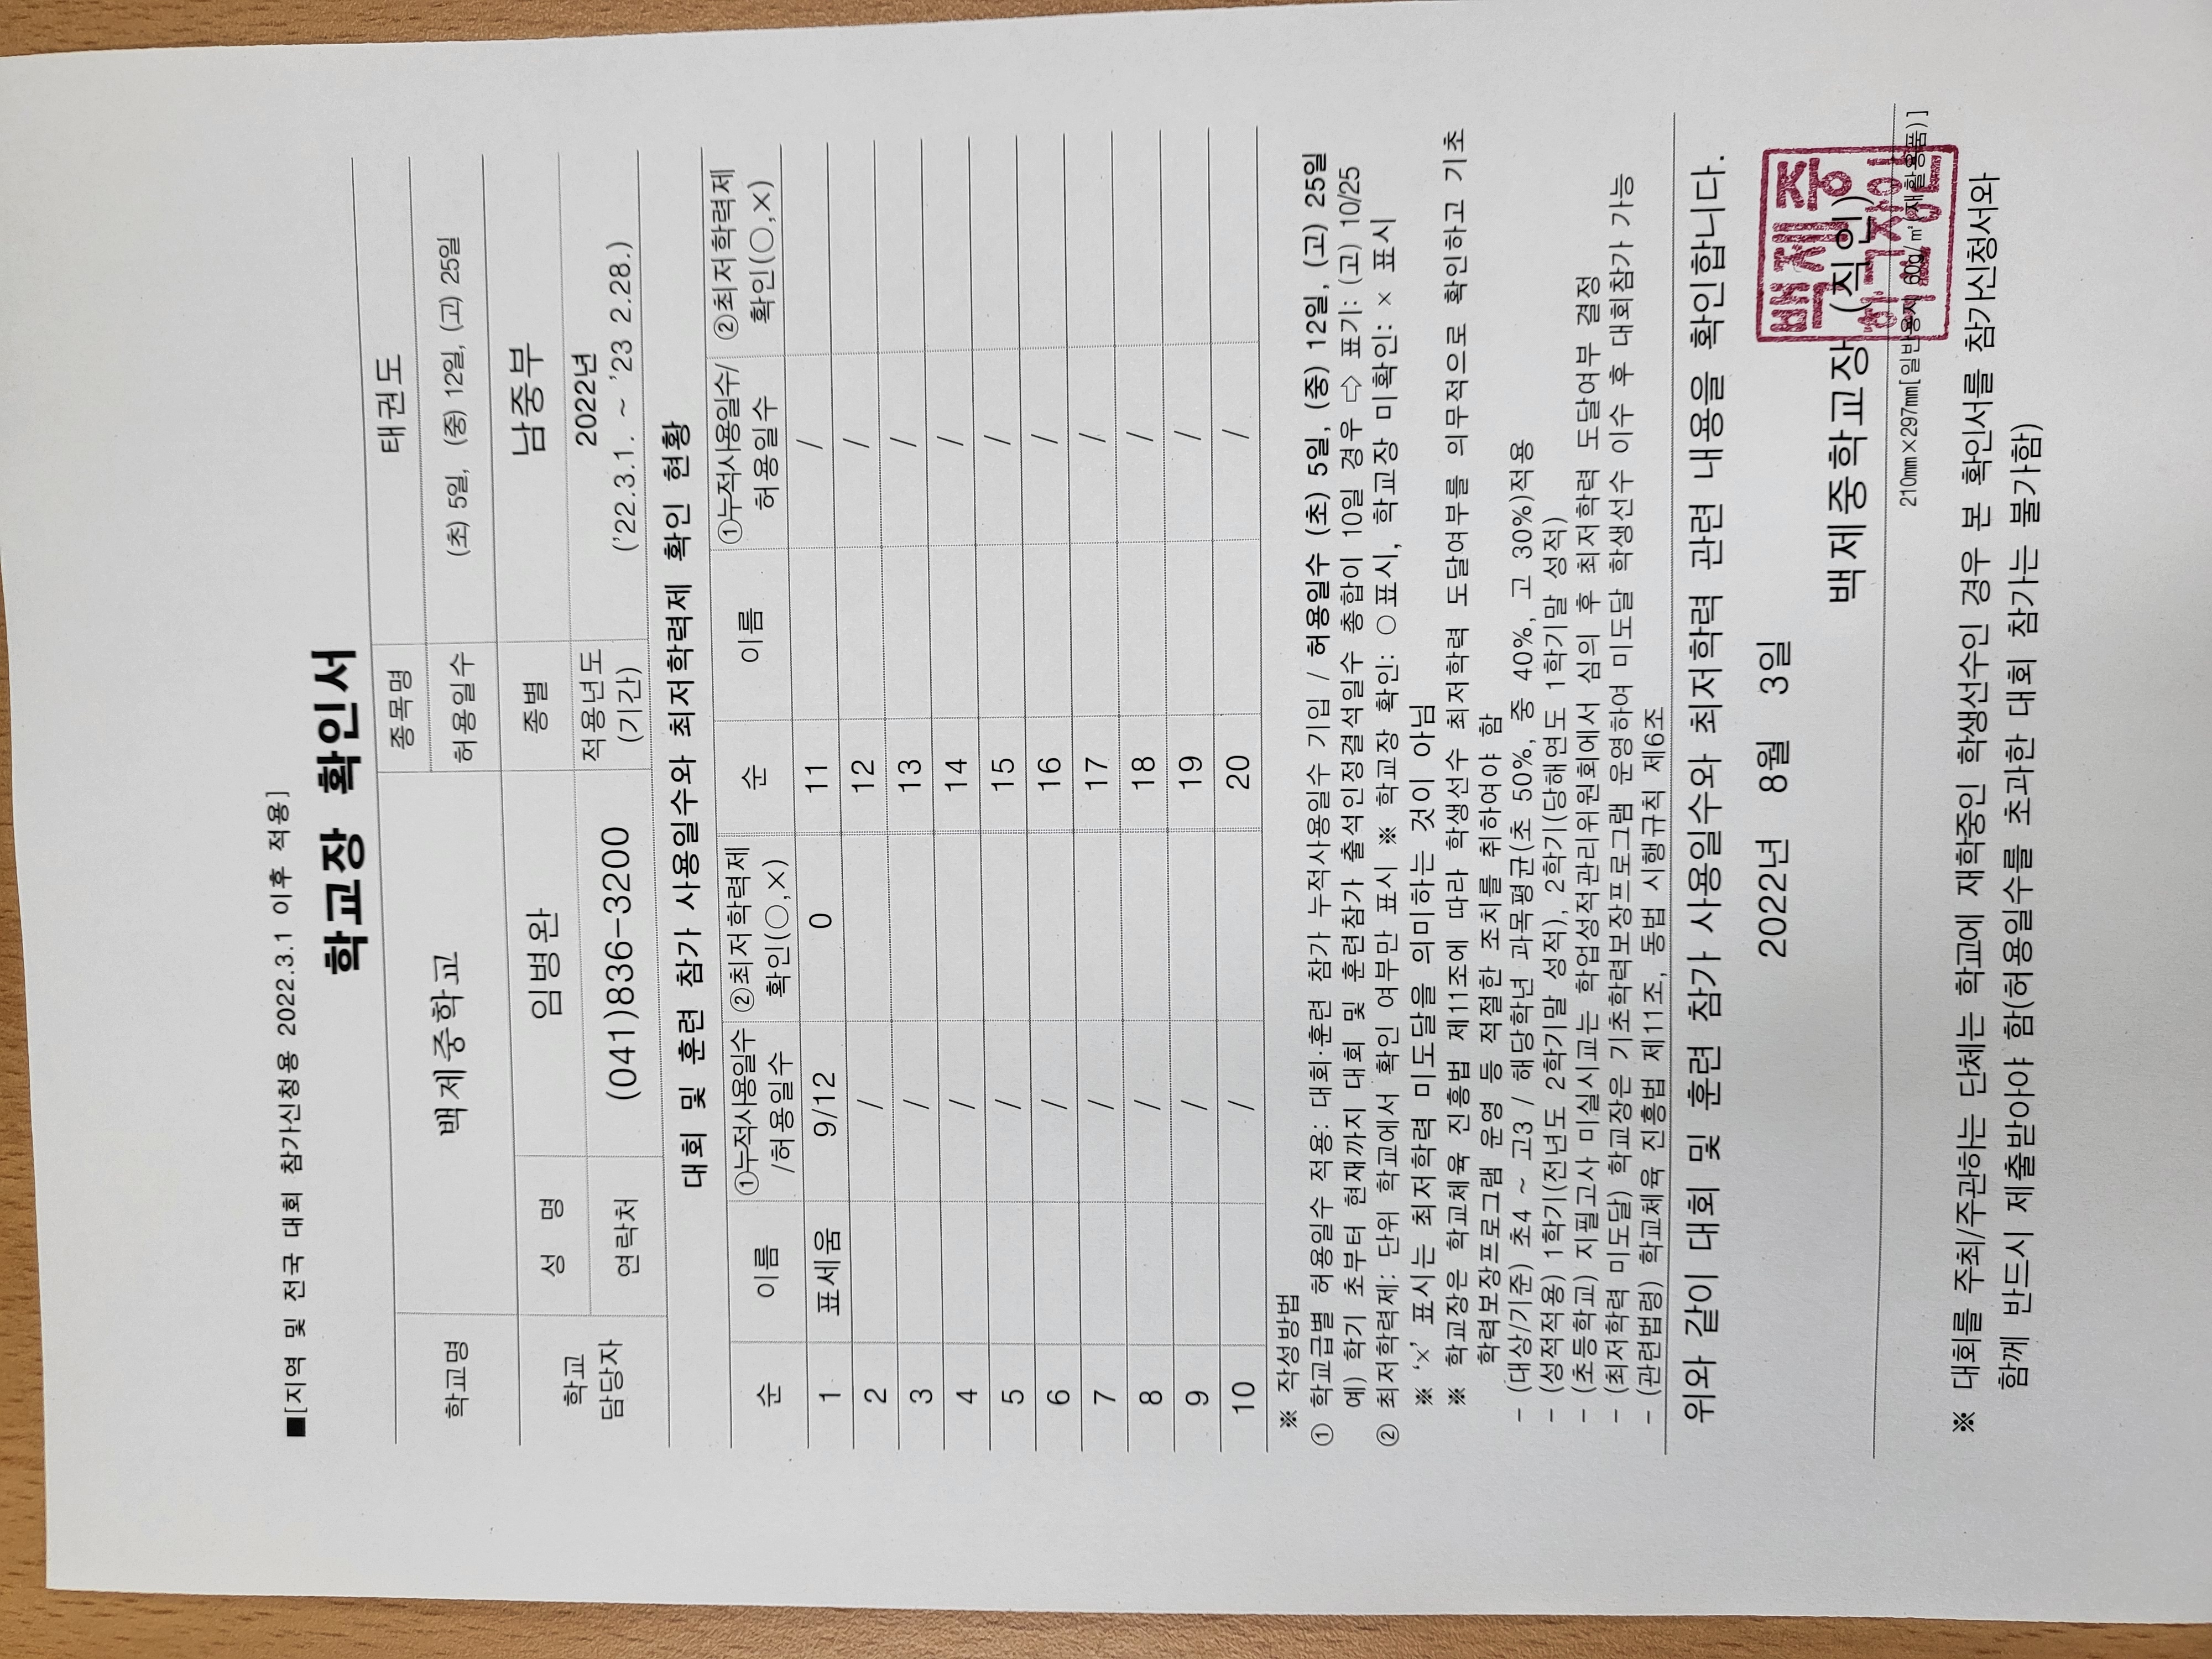 ■[지역 및 전국 대회 참가신청용 2022.3.1 이후 적용]
학교장 확인서
학교명 백제중학교 종목명 태권도
허용일수 (초) 5일, (중) 12일, (고) 25일
학교 담당자 성 명 임병완 종별 남중부
연락처 (041)836-3200 적용년도 (기간) 2022년 ('22.3.1. ~ '23 2.28.)
대회 및 훈련 참가 사용일수와 최저학력제 확인 현황
순 이름 ①누적사용일수 /허용일수 ②최저학력제 확인(○,×) 순 이름 ①누적사용일수/ 허용일수 ②최저학력제 확인(○,×)
1 표세움 9/12 0 11 /
2 / 12 /
3 / 13 /
4 / 14 /
5 / 15 /
6 / 16 /
7 / 17 /
8 / 18 /
9 / 19 /
10 / 20 /
※ 작성방법
① 학교급별 허용일수 적용: 대회·훈련 참가 누적사용일수 기입 / 허용일수 (초) 5일, (중) 12일, (고) 25일
예) 학기 초부터 현재까지 대회 및 훈련참가 출석인정결석일수 총합이 10일 경우 ⇨ 표기: (고) 10/25
② 최저학력제: 단위 학교에서 확인 여부만 표시 ※ 학교장 확인: ○ 표시, 학교장 미확인: × 표시
※ '×' 표시는 최저학력 미도달을 의미하는 것이 아님
※ 학교장은 학교체육 진흥법 제11조에 따라 학생선수 최저학력 도달여부를 의무적으로 확인하고 기초
학력보장프로그램 운영 등 적절한 조치를 취하여야 함
- (대상/기준) 초4 ~ 고3 / 해당학년 과목평균(초 50%, 중 40%, 고 30%)적용
- (성적적용) 1학기(전년도 2학기말 성적), 2학기(당해연도 1학기말 성적)
- (초등학교) 지필고사 미실시교는 학업성적관리위원회에서 심의 후 최저학력 도달여부 결정
- (최저학력 미도달) 학교장은 기초학력보장프로그램 운영하여 미도달 학생선수 이수 후 대회참가 가능
- (관련법령) 학교체육 진흥법 제11조, 동법 시행규칙 제6조
위와 같이 대회 및 훈련 참가 사용일수와 최저학력 관련 내용을 확인합니다.
2022년 8월 3일
백제중학교장 (직인)
백제중
학교장인
210㎜×297㎜[일반용지 60g/㎡(재활용품)]
※ 대회를 주최/주관하는 단체는 학교에 재학중인 학생선수인 경우 본 확인서를 참가신청서와
함께 반드시 제출받아야 함(허용일수를 초과한 대회 참가는 불가함)